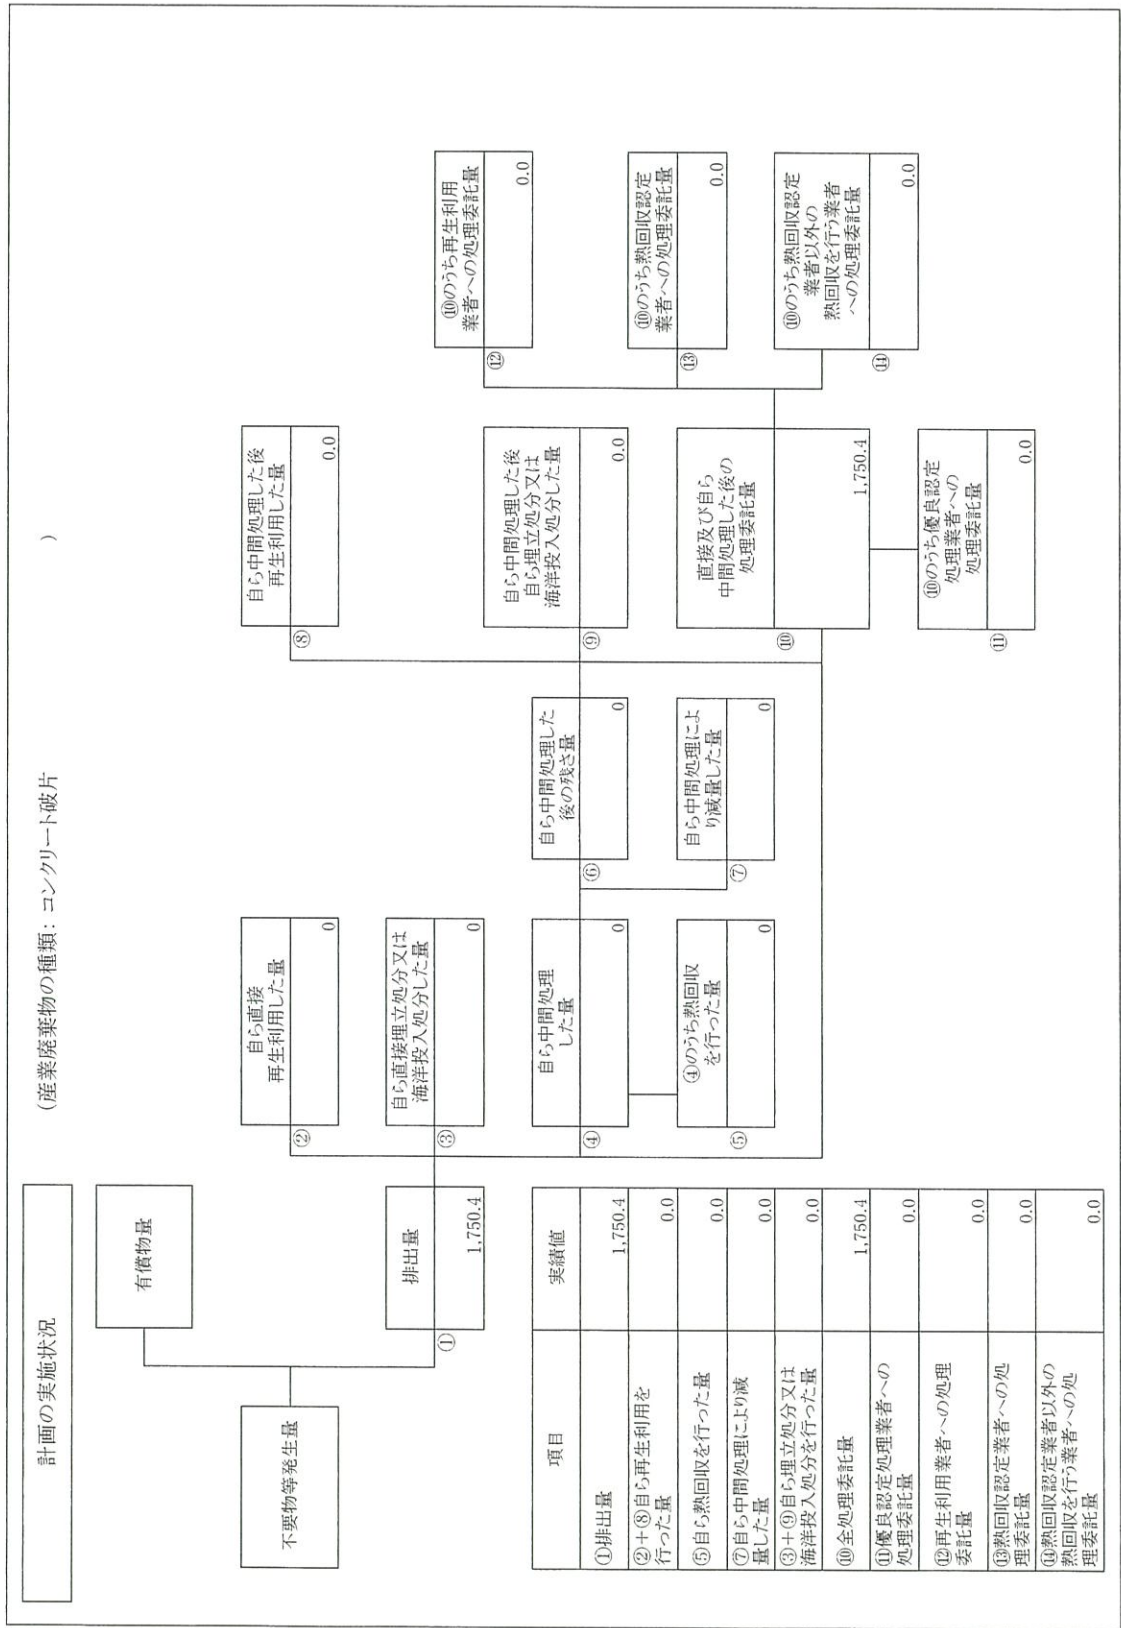 計画の実施状況
(産業廃棄物の種類：コンクリート破片
)
不要物等発生量
有償物量
①
排出量
1,750.4
②
自ら直接
再生利用した量
0
③
自ら直接埋立処分又は
海洋投入処分した量
0
④
自ら中間処理
した量
0
⑤
④のうち熱回収
を行った量
0
⑥
自ら中間処理した
後の残さ量
0
⑦
自ら中間処理によ
り減量した量
0
⑧
自ら中間処理した後
再生利用した量
0.0
⑨
自ら中間処理した後
自ら埋立処分又は
海洋投入処分した量
0.0
⑩
直接及び自ら
中間処理した後の
処理委託量
1,750.4
⑪
⑩のうち優良認定
処理業者への
処理委託量
0.0
⑫
⑩のうち再生利用
業者への処理委託量
0.0
⑬
⑩のうち熱回収認定
業者への処理委託量
0.0
⑭
⑩のうち熱回収認定
業者以外の
熱回収を行う業者
への処理委託量
0.0
項目 実績値
①排出量 1,750.4
②+⑧自ら再生利用を
行った量 0.0
⑤自ら熱回収を行った量 0.0
⑦自ら中間処理により減
量した量 0.0
③+⑨自ら埋立処分又は
海洋投入処分を行った量 0.0
⑩全処理委託量 1,750.4
⑪優良認定処理業者への
処理委託量 0.0
⑫再生利用業者への処理
委託量 0.0
⑬熱回収認定業者への処
理委託量 0.0
⑭熱回収認定業者以外の
熱回収を行う業者への処
理委託量 0.0